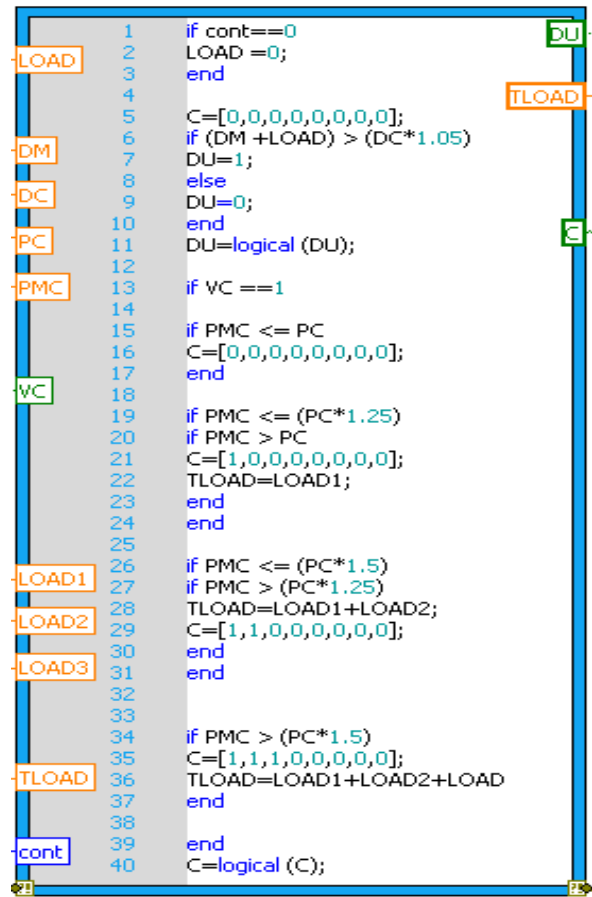 1 if cont==0
2 LOAD =0;
3 end
4
5 C=[0,0,0,0,0,0,0,0];
6 if (DM +LOAD) > (DC*1.05)
7 DU=1;
8 else
9 DU=0;
10 end
11 DU=logical (DU);
12
13 if VC ==1
14
15 if PMC <= PC
16 C=[0,0,0,0,0,0,0,0];
17 end
18
19 if PMC <= (PC*1.25)
20 if PMC > PC
21 C=[1,0,0,0,0,0,0,0];
22 TLOAD=LOAD1;
23 end
24 end
25
26 if PMC <= (PC*1.5)
27 if PMC > (PC*1.25)
28 TLOAD=LOAD1+LOAD2;
29 C=[1,1,0,0,0,0,0,0];
30 end
31 end
32
33
34 if PMC > (PC*1.5)
35 C=[1,1,1,0,0,0,0,0];
36 TLOAD=LOAD1+LOAD2+LOAD
37 end
38
39 end
40 C=logical (C);
LOAD
DM
DC
PC
PMC
VC
LOAD1
LOAD2
LOAD3
TLOAD
cont
DU
TLOAD
C